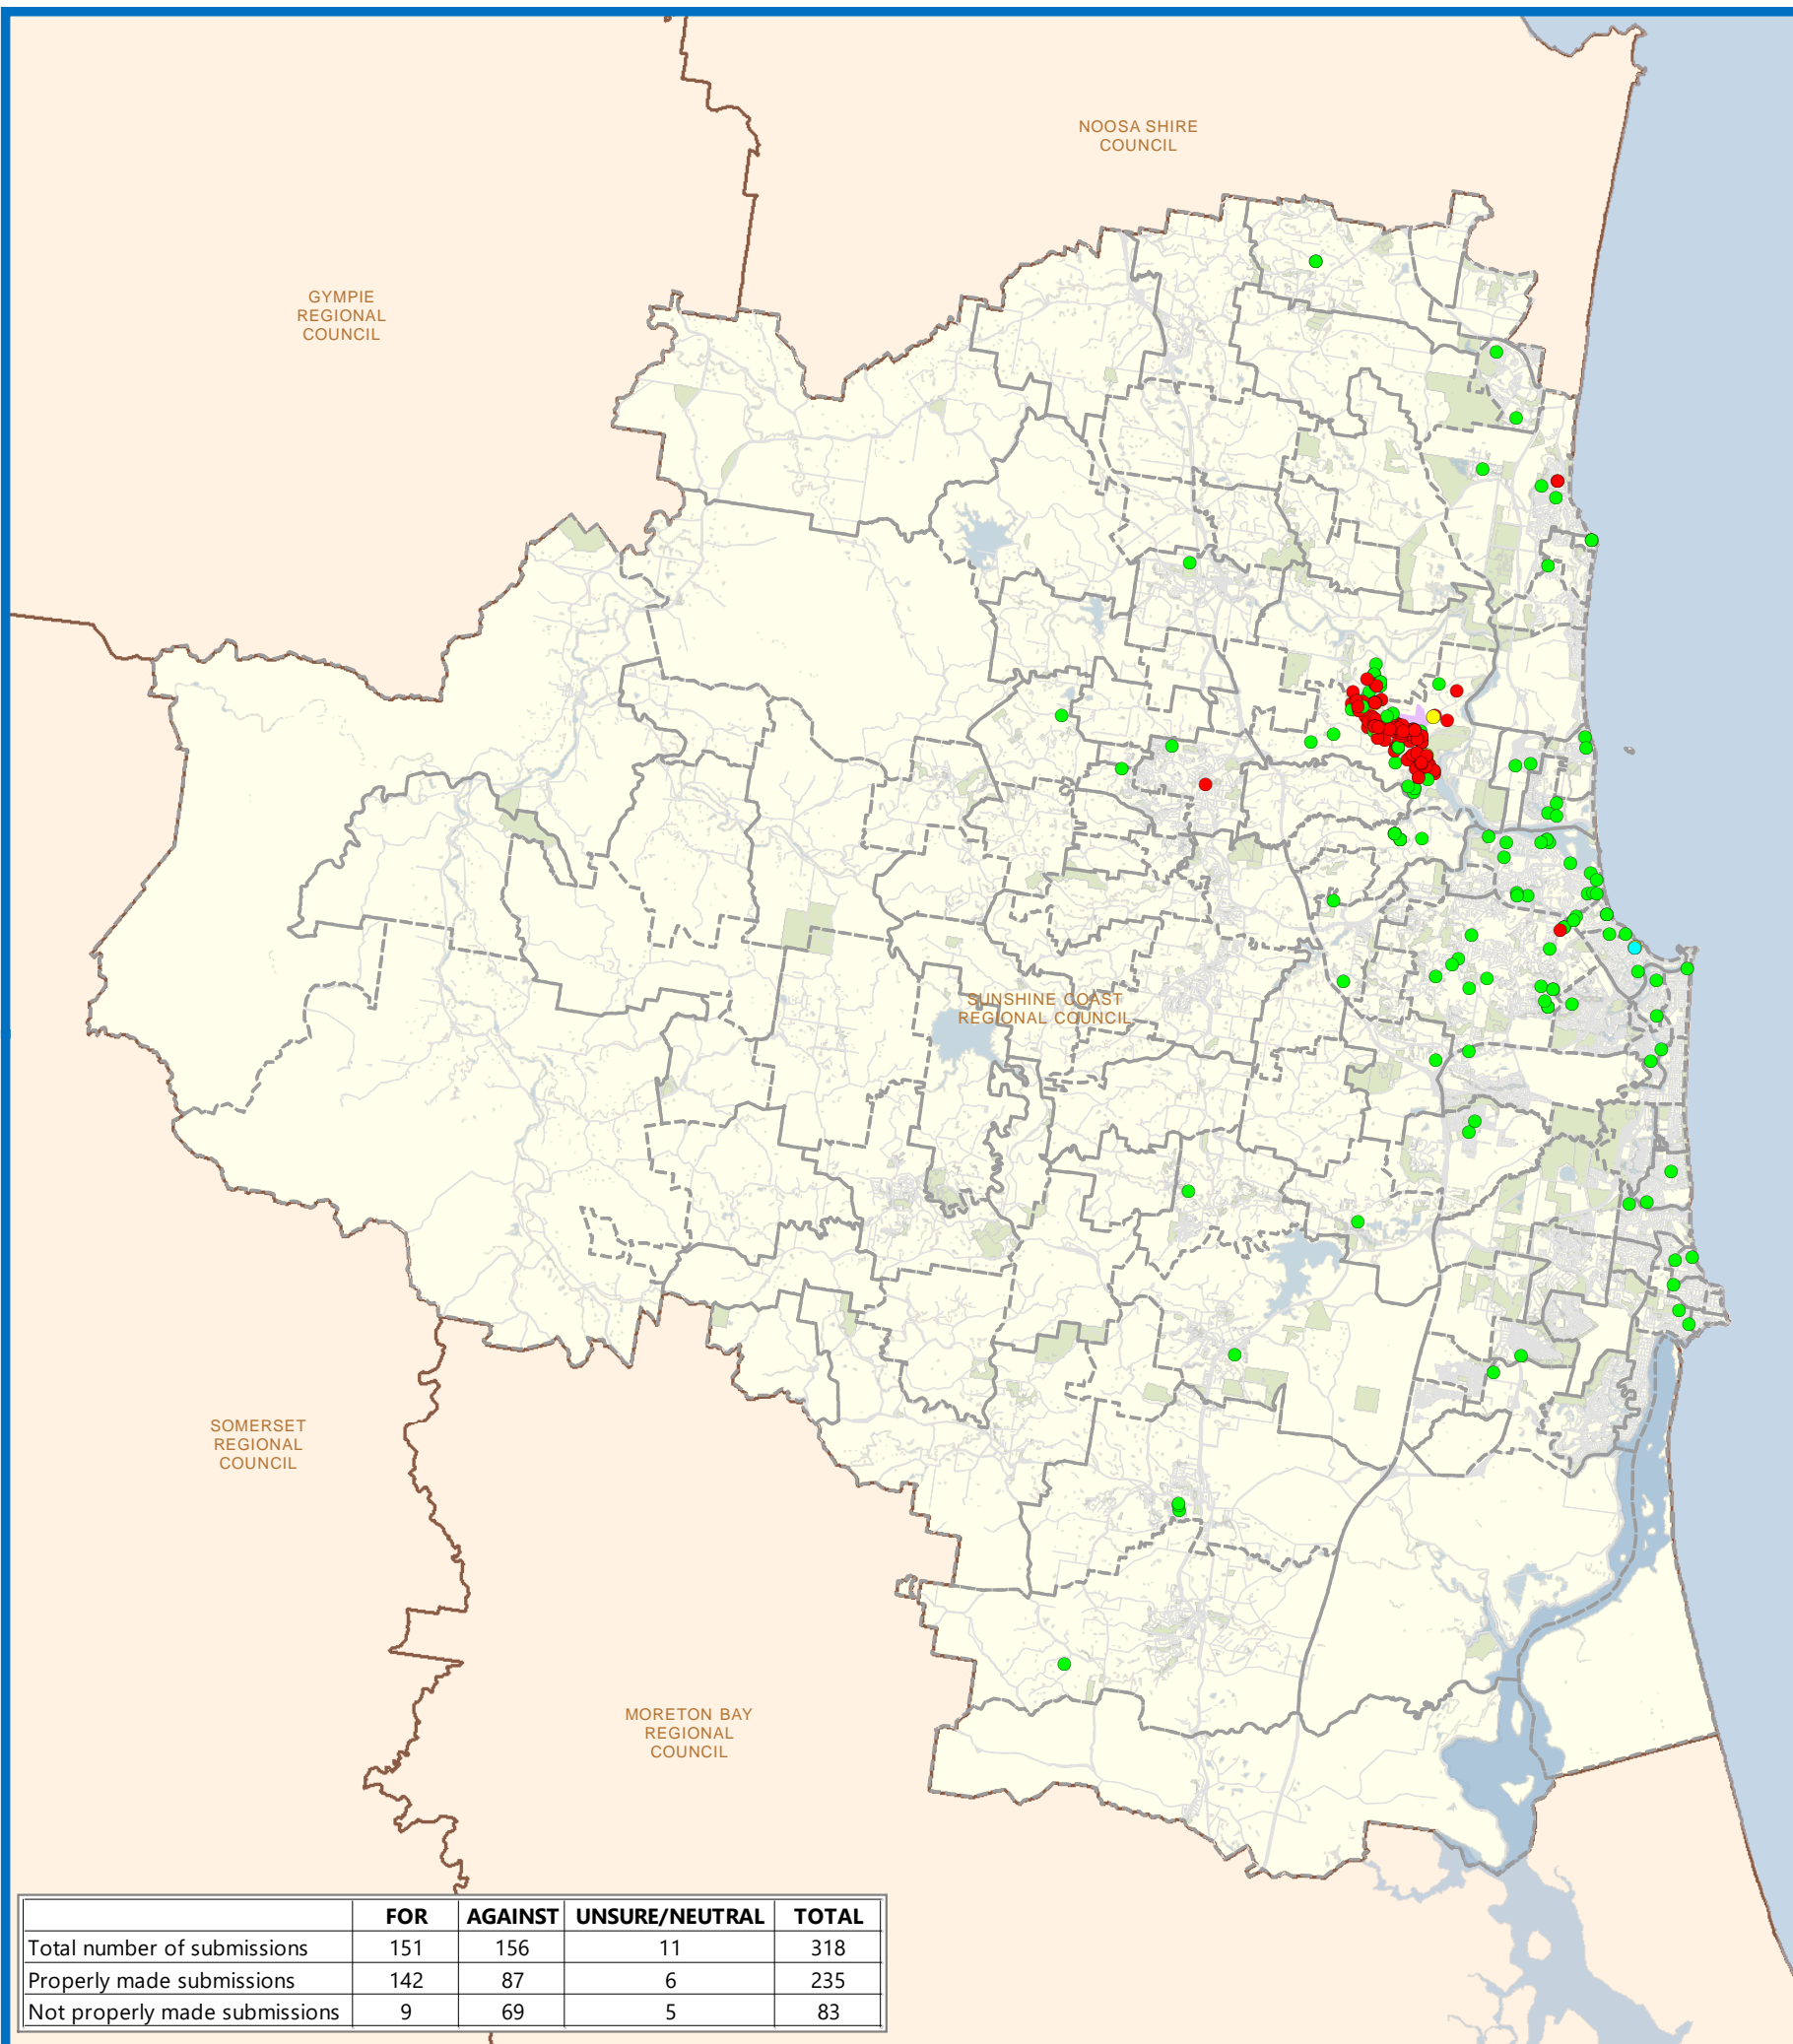 NOOSA SHIRE
COUNCIL
GYMPIE
REGIONAL
COUNCIL
SUNSHINE COAST
REGIONAL COUNCIL
SOMERSET
REGIONAL
COUNCIL
MORETON BAY
REGIONAL
COUNCIL
FOR AGAINST UNSURE/NEUTRAL TOTAL
Total number of submissions 151 156 11 318
Properly made submissions 142 87 6 235
Not properly made submissions 9 69 5 83